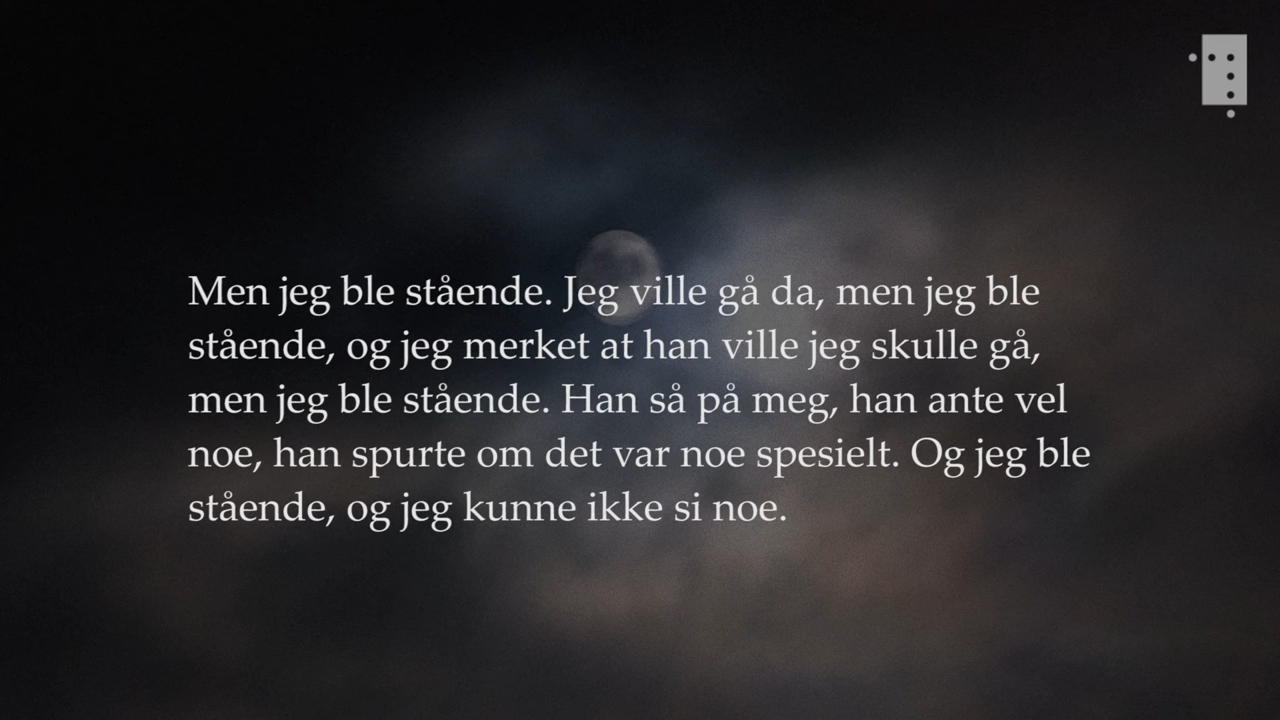 Men jeg ble stående. Jeg ville gå da, men jeg ble
stående, og jeg merket at han ville jeg skulle gå,
men jeg ble stående. Han så på meg, han ante vel
noe, han spurte om det var noe spesielt. Og jeg ble
stående, og jeg kunne ikke si noe.